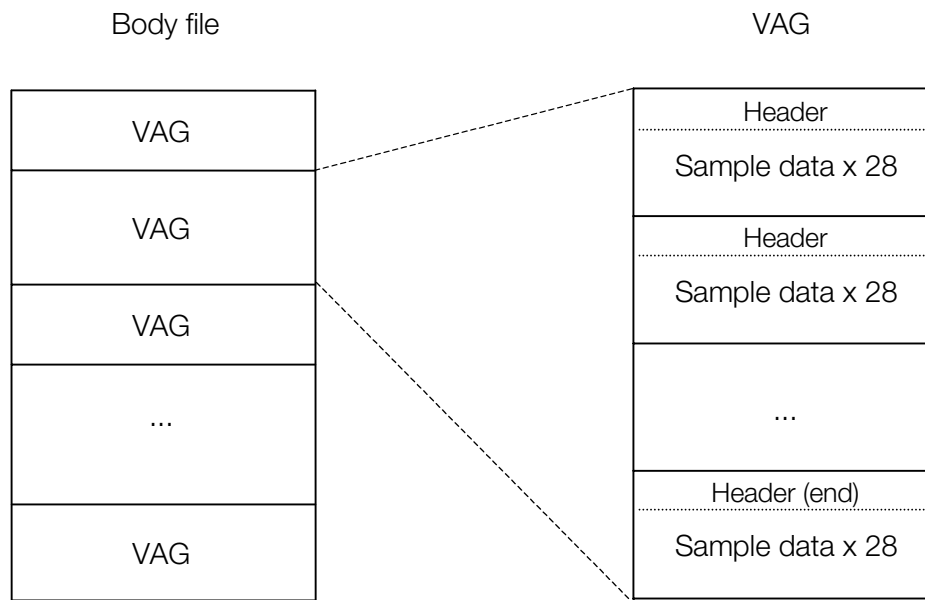 Body file
VAG
VAG
VAG
...
VAG
VAG
Header
Sample data x 28
Header
Sample data x 28
...
Header (end)
Sample data x 28